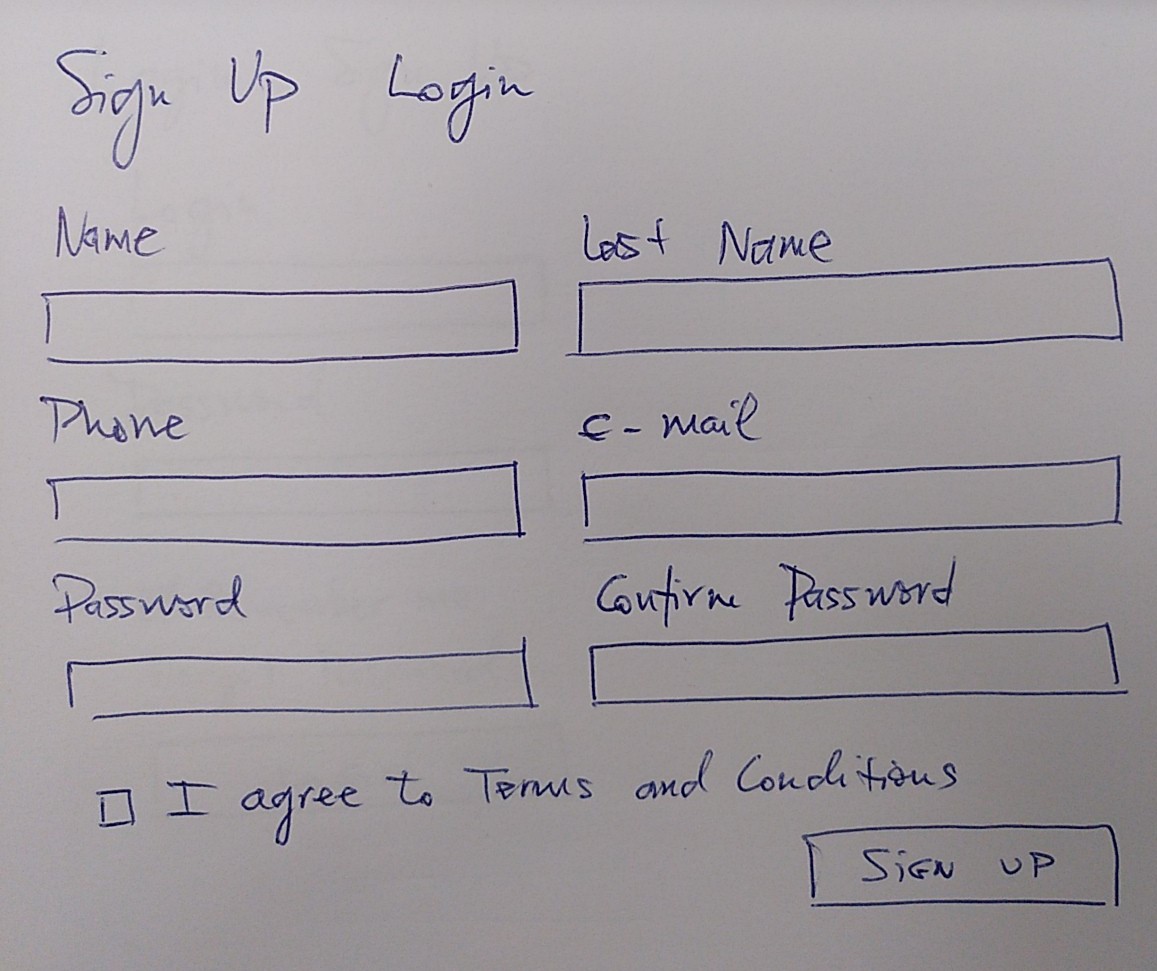 Sign Up Login
Name Last Name
Phone e-mail
Password Confirm Password
I agree to Terms and Conditions
SiGN UP